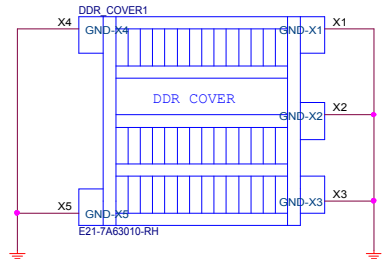 DDR_COVER1
X4 GND-X4 GND-X1 X1
DDR COVER
GND-X2 X2
X5 GND-X5 GND-X3 X3
E21-7A63010-RH